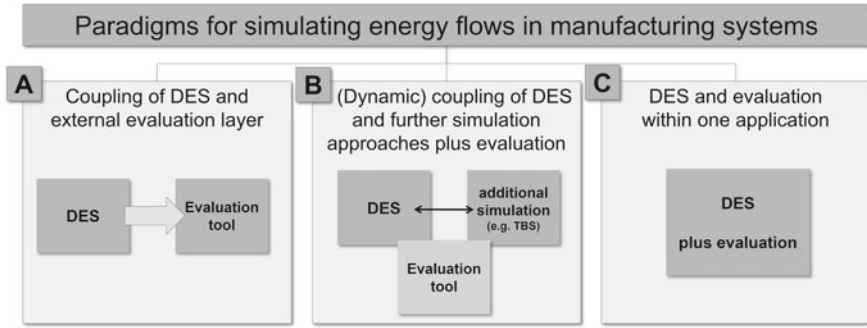 Paradigms for simulating energy flows in manufacturing systems
A
Coupling of DES and
external evaluation layer
DES
Evaluation
tool
B
(Dynamic) coupling of DES
and further simulation
approaches plus evaluation
DES
additional
simulation
(e.g. TBS)
Evaluation
tool
C
DES and evaluation
within one application
DES
plus evaluation